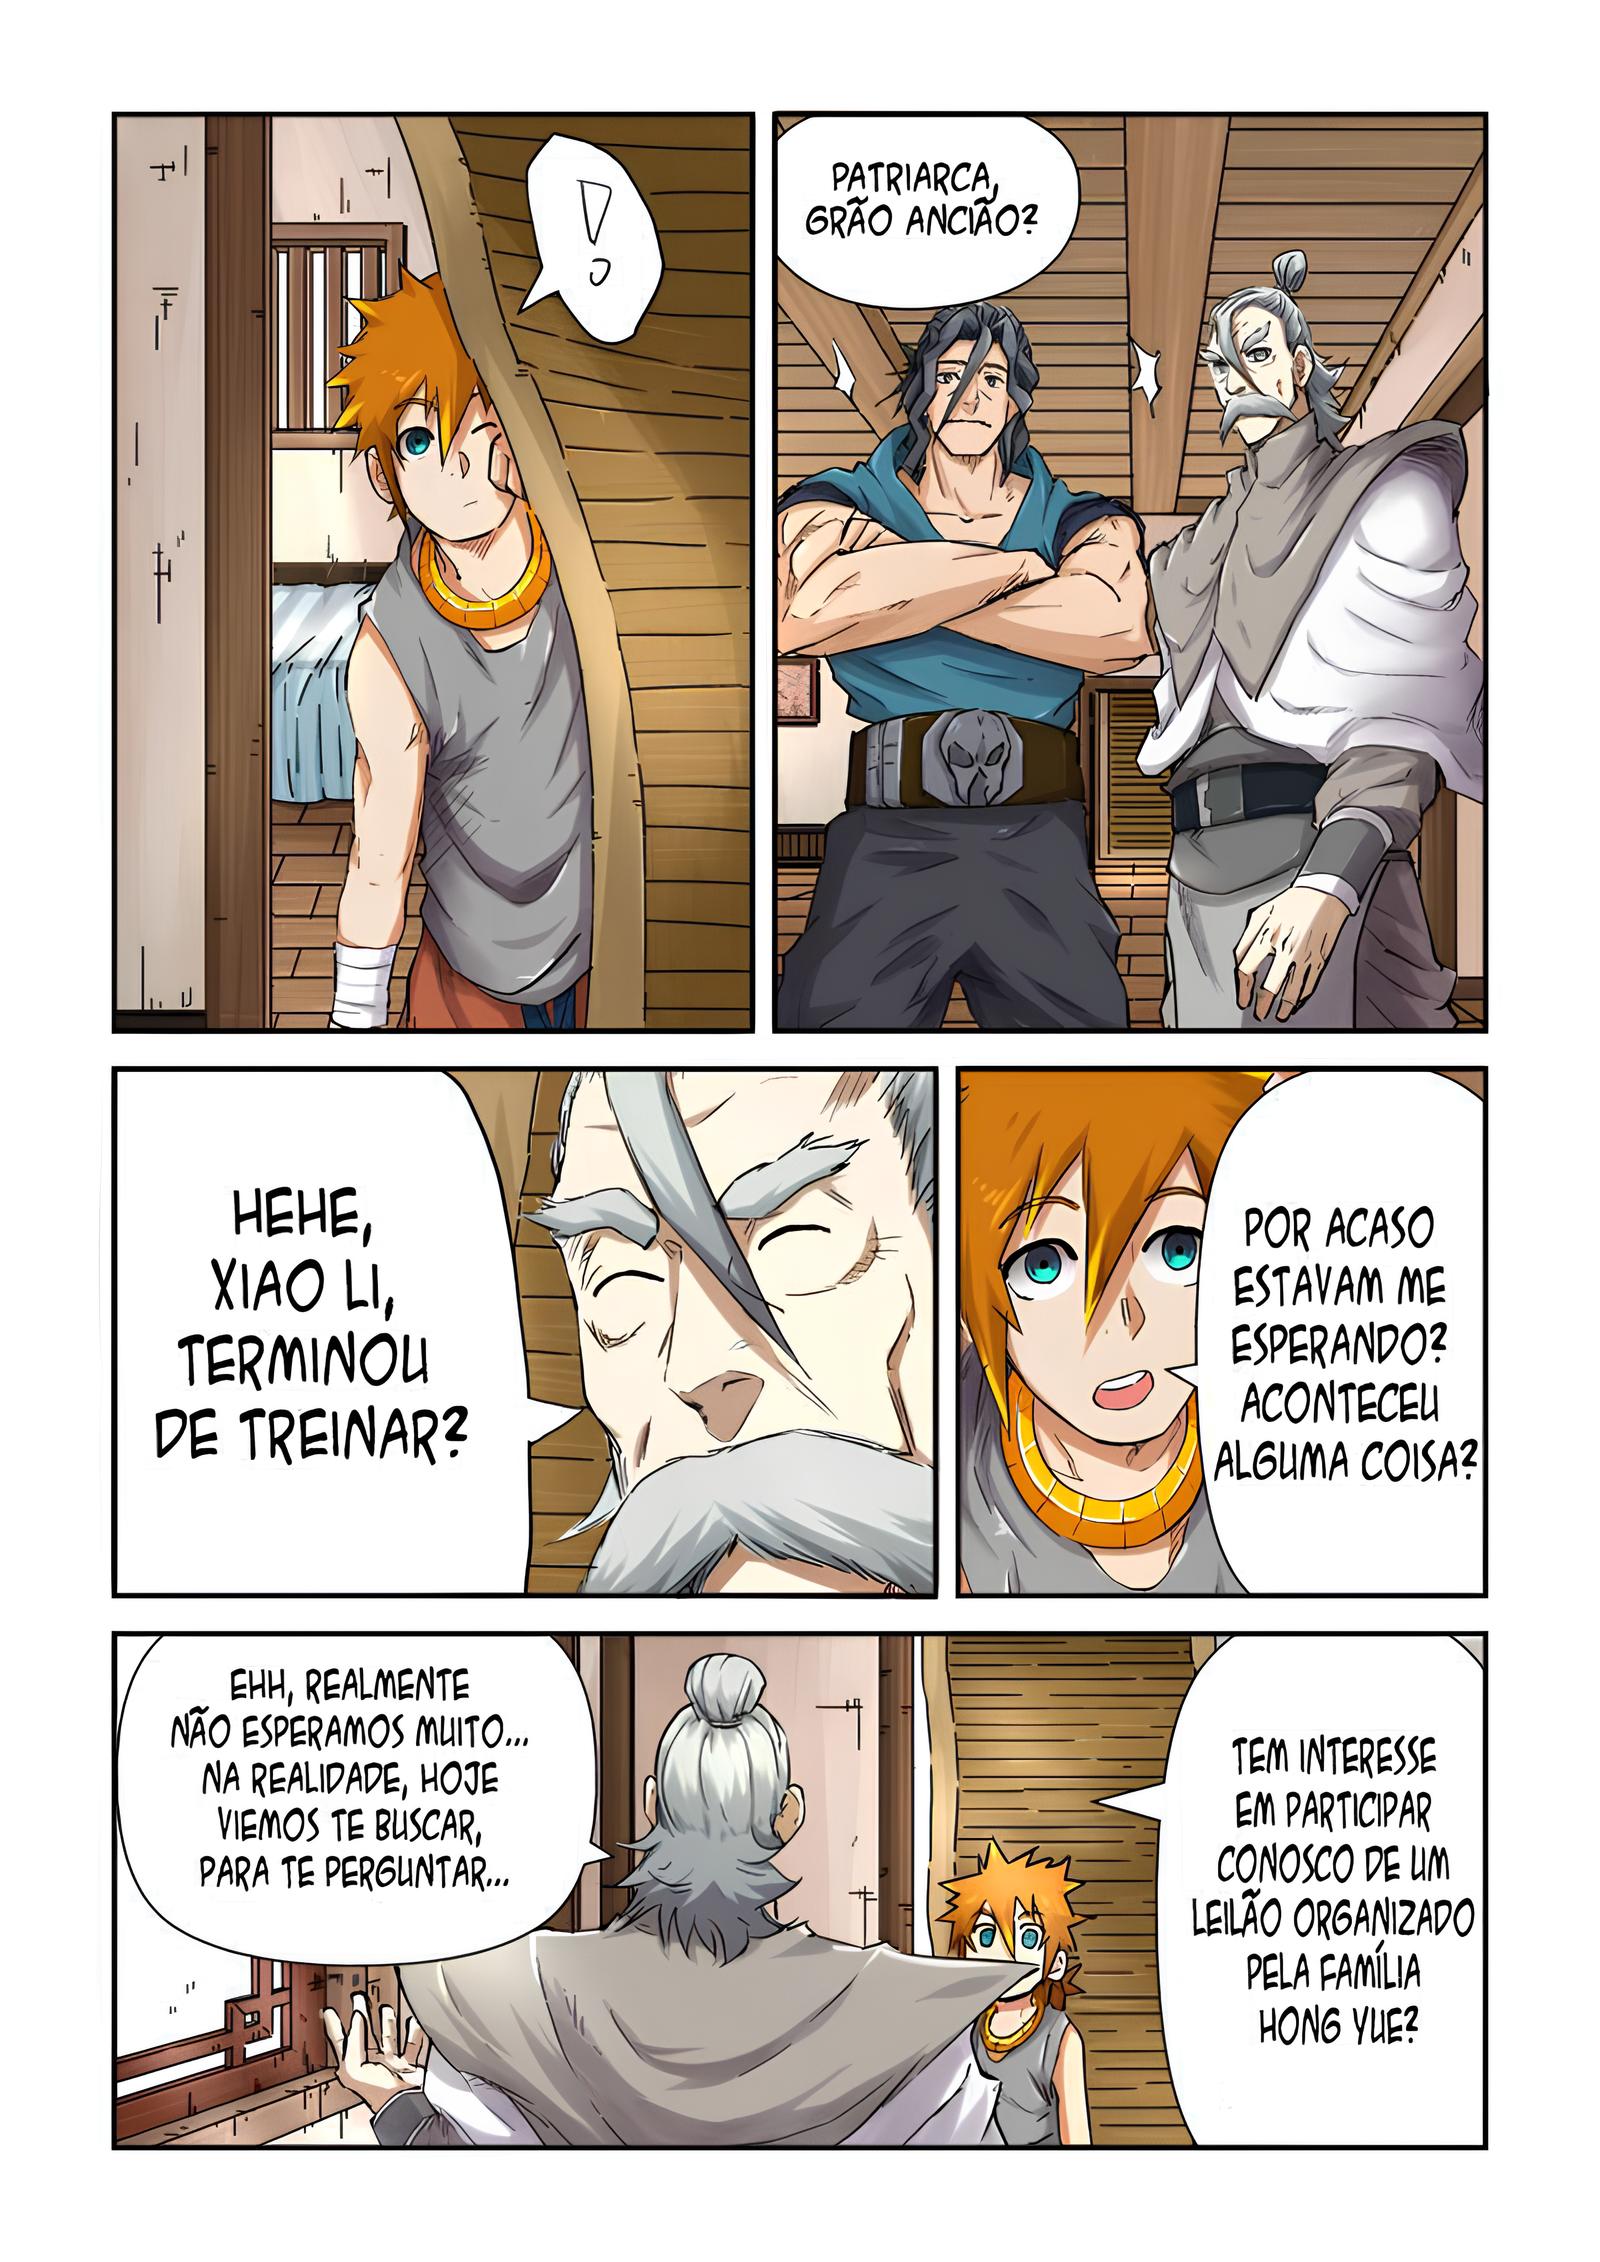 !
PATRIARCA,
GRÃO ANCIÃO?
HEHE,
XIAO LI,
TERMINOU
DE TREINAR?
POR ACASO
ESTAVAM ME
ESPERANDO?
ACONTECEU
ALGUMA COISA?
EHH, REALMENTE
NÃO ESPERAMOS MUITO...
NA REALIDADE, HOJE
VIEMOS TE BUSCAR,
PARA TE PERGUNTAR...
TEM INTERESSE
EM PARTICIPAR
CONOSCO DE UM
LEILÃO ORGANIZADO
PELA FAMÍLIA
HONG YUE?